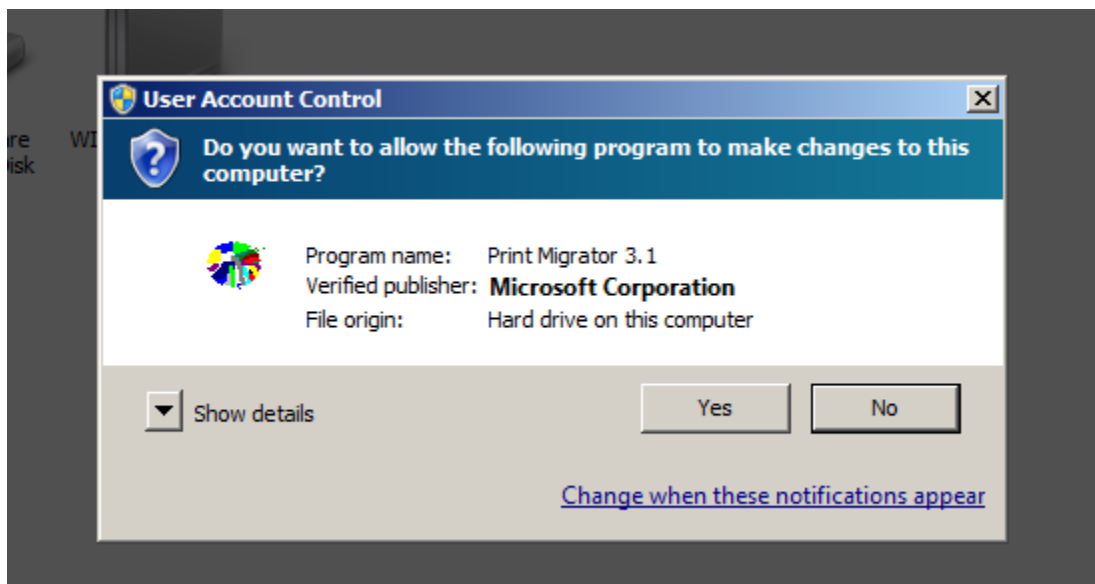 User Account Control
Do you want to allow the following program to make changes to this
computer?
Program name: Print Migrator 3.1
Verified publisher: Microsoft Corporation
File origin: Hard drive on this computer
Show details
Yes
No
Change when these notifications appear